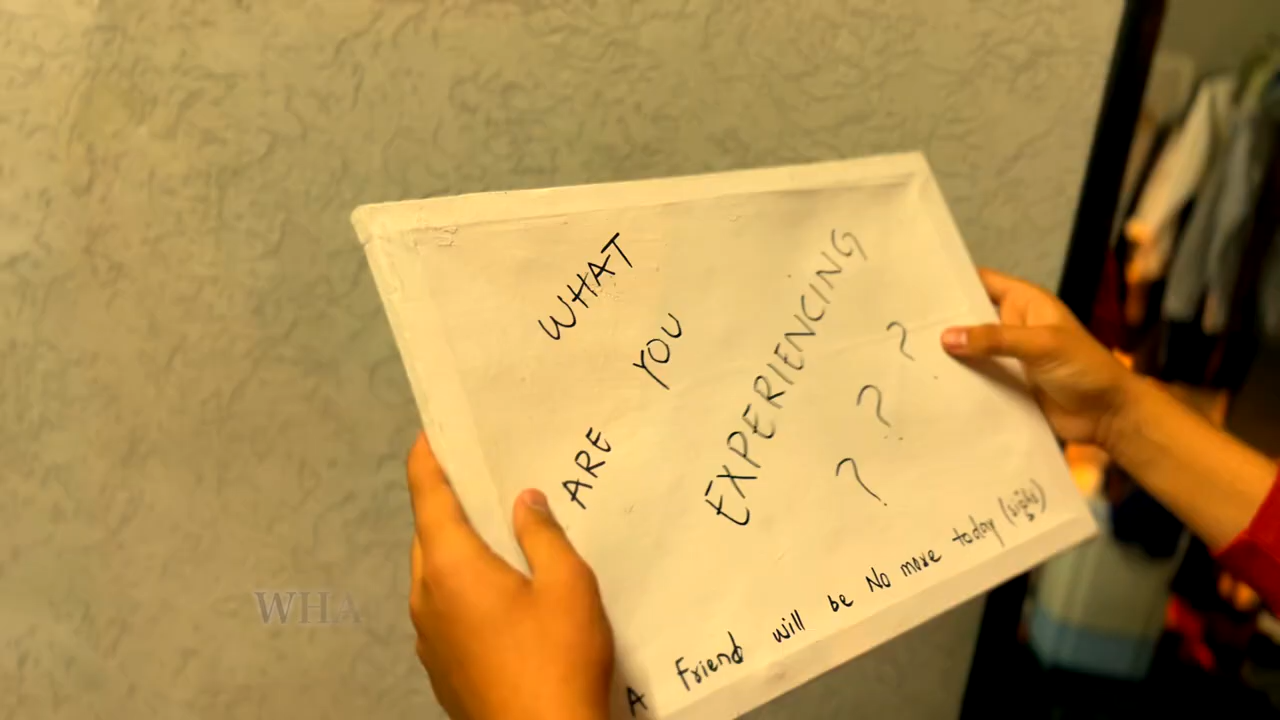 WHAT
ARE YOU
EXPERIENCING
? ? ?
A Friend will be No more today (sighs)
WHA